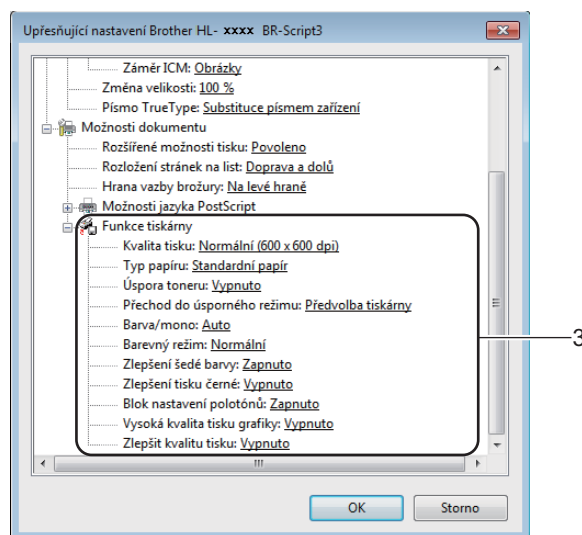 Upřesňující nastavení Brother HL- xxxx BR-Script3
Záměr ICM: Obrázky
Změna velikosti: 100 %
Písmo TrueType: Substituce písmem zařízení
Možnosti dokumentu
Rozšířené možnosti tisku: Povoleno
Rozložení stránek na list: Doprava a dolů
Hrana vazby brožury: Na levé hraně
Možnosti jazyka PostScript
Funkce tiskárny
Kvalita tisku: Normální (600 x 600 dpi)
Typ papíru: Standardní papír
Úspora toneru: Vypnuto
Přechod do úsporného režimu: Předvolba tiskárny
Barva/mono: Auto
3
Barevný režim: Normální
Zlepšení šedé barvy: Zapnuto
Zlepšení tisku černé: Vypnuto
Blok nastavení polotónů: Zapnuto
Vysoká kvalita tisku grafiky: Vypnuto
Zlepšit kvalitu tisku: Vypnuto
OK
Storno